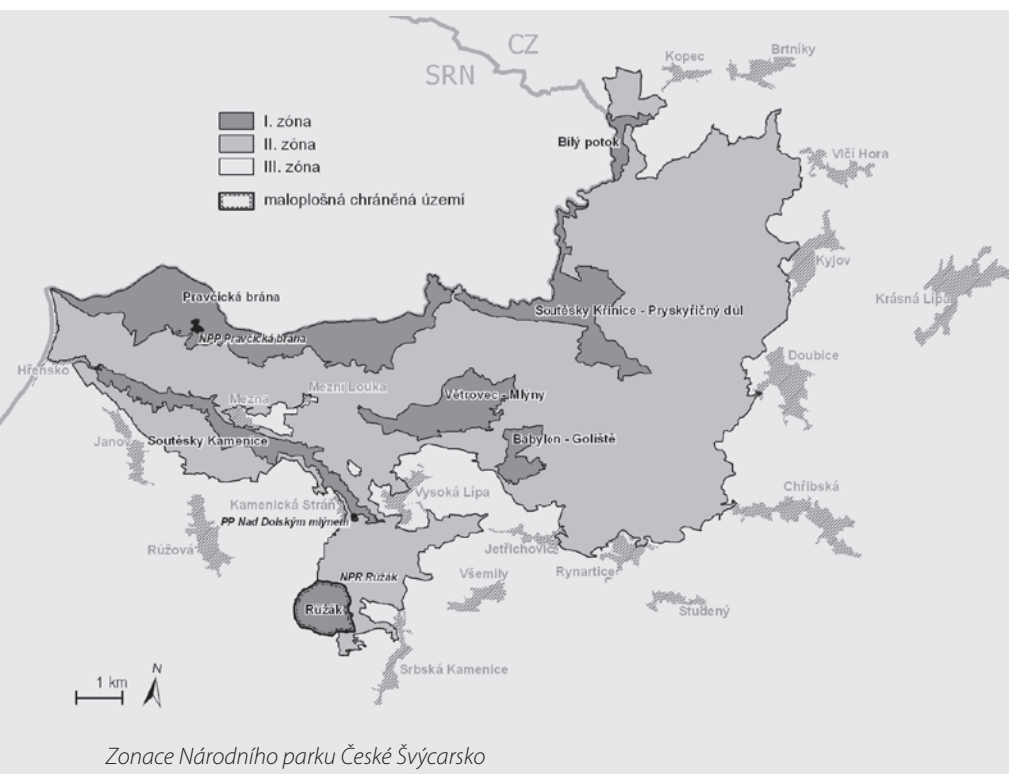 CZ
SRN
Kopec
Brtníky
I. zóna
II. zóna
III. zóna
maloplošná chráněná území
Bílý potok
Vlčí Hora
Kyjov
Krásná Lípa
Pravčická brána
NPP Pravčická brána
Soutěsky Křinice - Pryskyřičný důl
Doubice
Hřensko
Mezní Louka
Mezná
Větrovec - Mlýny
Janov
Soutěsky Kamenice
Babylon - Goliště
Vysoká Lípa
Chřibská
Kamenická Stráň
PP Nad Dolským mlýnem
Růžová
Jetřichovice
Rynartice
NPR Růžák
Všemily
Růžák
Studený
Srbská Kamenice
1 km
N
Zonace Národního parku České Švýcarsko